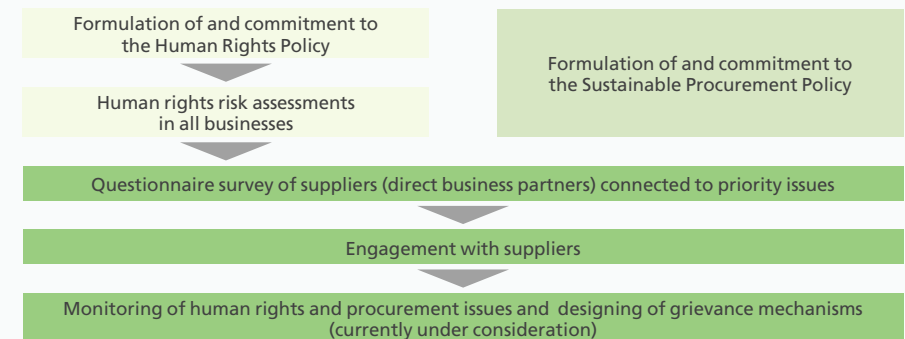 Formulation of and commitment to
the Human Rights Policy
Formulation of and commitment to
the Sustainable Procurement Policy
Human rights risk assessments
in all businesses
Questionnaire survey of suppliers (direct business partners) connected to priority issues
Engagement with suppliers
Monitoring of human rights and procurement issues and designing of grievance mechanisms
(currently under consideration)